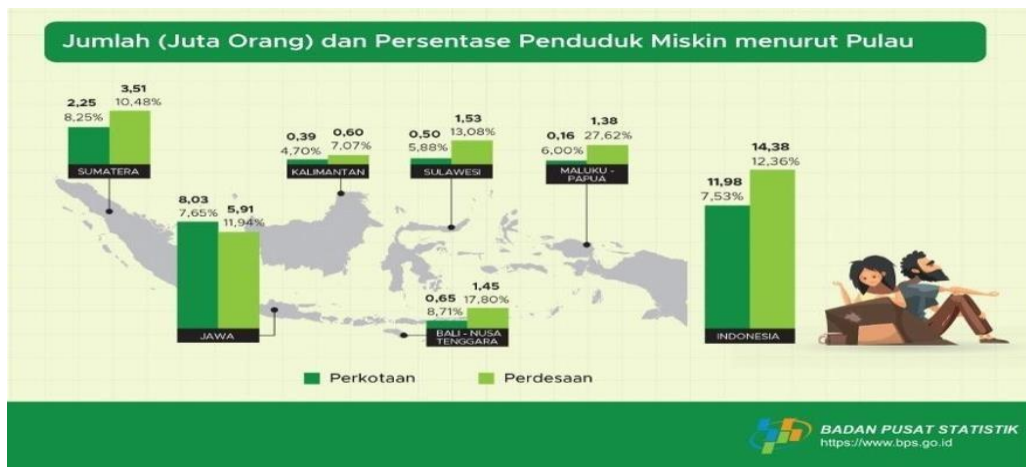 Jumlah (Juta Orang) dan Persentase Penduduk Miskin menurut Pulau
2,25
8,25%
3,51
10,48%
SUMATERA
0,39
4,70%
0,60
7,07%
KALIMANTAN
0,50
5,88%
1,53
13,08%
SULAWESI
0,16
6,00%
1,38
27,62%
MALUKU -
PAPUA
8,03
7,65%
5,91
11,94%
JAWA
0,65
8,71%
1,45
17,80%
BALI - NUSA
TENGGARA
11,98
7,53%
14,38
12,36%
INDONESIA
Perkotaan
Perdesaan
BADAN PUSAT STATISTIK
https://www.bps.go.id